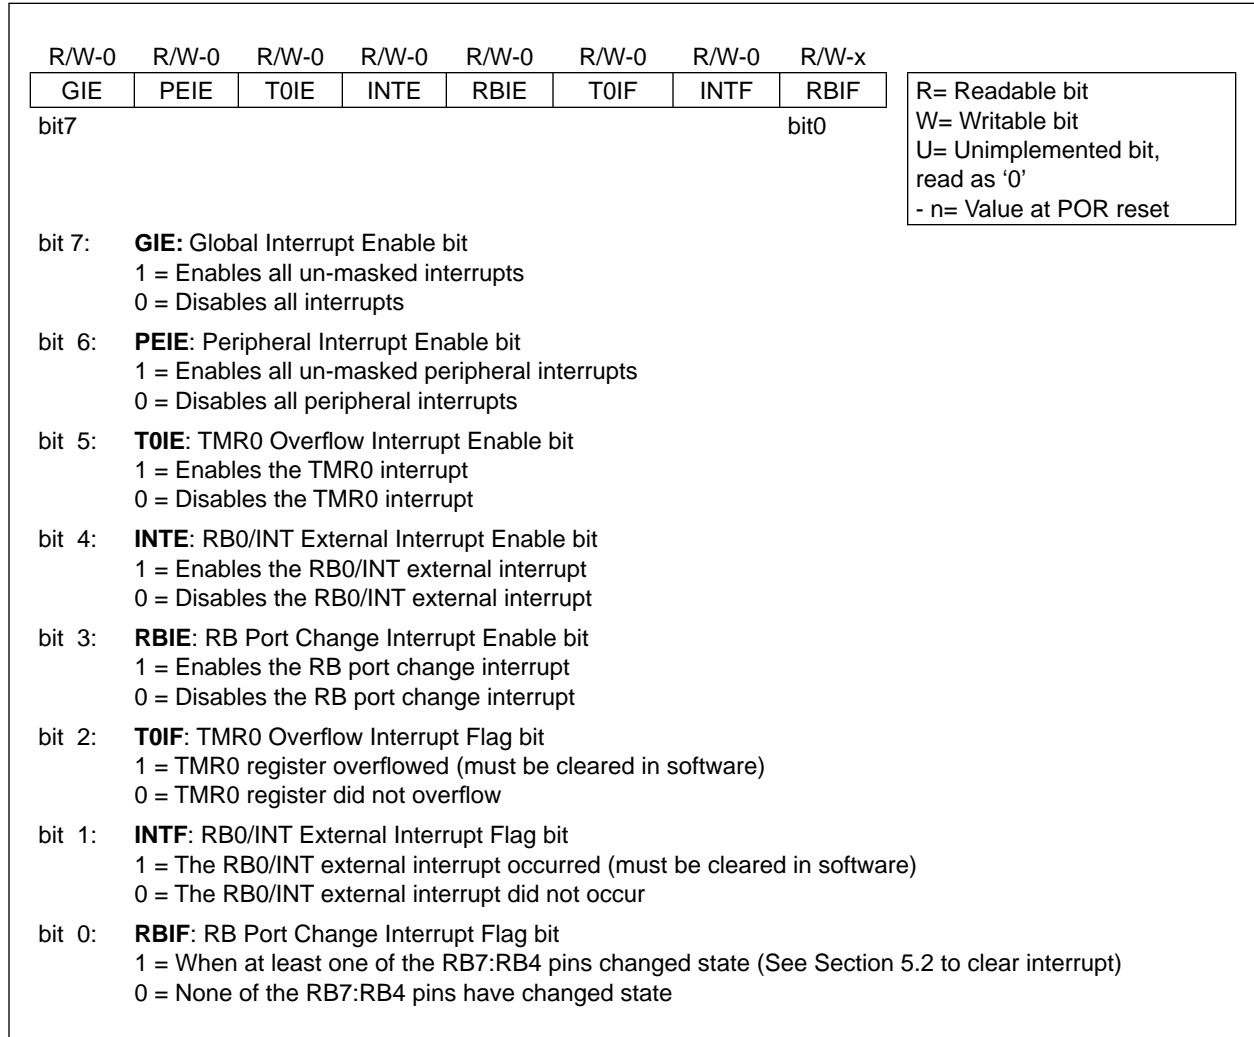 R/W-0 R/W-0 R/W-0 R/W-0 R/W-0 R/W-0 R/W-0 R/W-x
GIE PEIE T0IE INTE RBIE T0IF INTF RBIF
bit7 bit0
R= Readable bit
W= Writable bit
U= Unimplemented bit,
read as ‘0’
- n= Value at POR reset
bit 7: GIE: Global Interrupt Enable bit
1 = Enables all un-masked interrupts
0 = Disables all interrupts
bit 6: PEIE: Peripheral Interrupt Enable bit
1 = Enables all un-masked peripheral interrupts
0 = Disables all peripheral interrupts
bit 5: T0IE: TMR0 Overflow Interrupt Enable bit
1 = Enables the TMR0 interrupt
0 = Disables the TMR0 interrupt
bit 4: INTE: RB0/INT External Interrupt Enable bit
1 = Enables the RB0/INT external interrupt
0 = Disables the RB0/INT external interrupt
bit 3: RBIE: RB Port Change Interrupt Enable bit
1 = Enables the RB port change interrupt
0 = Disables the RB port change interrupt
bit 2: T0IF: TMR0 Overflow Interrupt Flag bit
1 = TMR0 register overflowed (must be cleared in software)
0 = TMR0 register did not overflow
bit 1: INTF: RB0/INT External Interrupt Flag bit
1 = The RB0/INT external interrupt occurred (must be cleared in software)
0 = The RB0/INT external interrupt did not occur
bit 0: RBIF: RB Port Change Interrupt Flag bit
1 = When at least one of the RB7:RB4 pins changed state (See Section 5.2 to clear interrupt)
0 = None of the RB7:RB4 pins have changed state